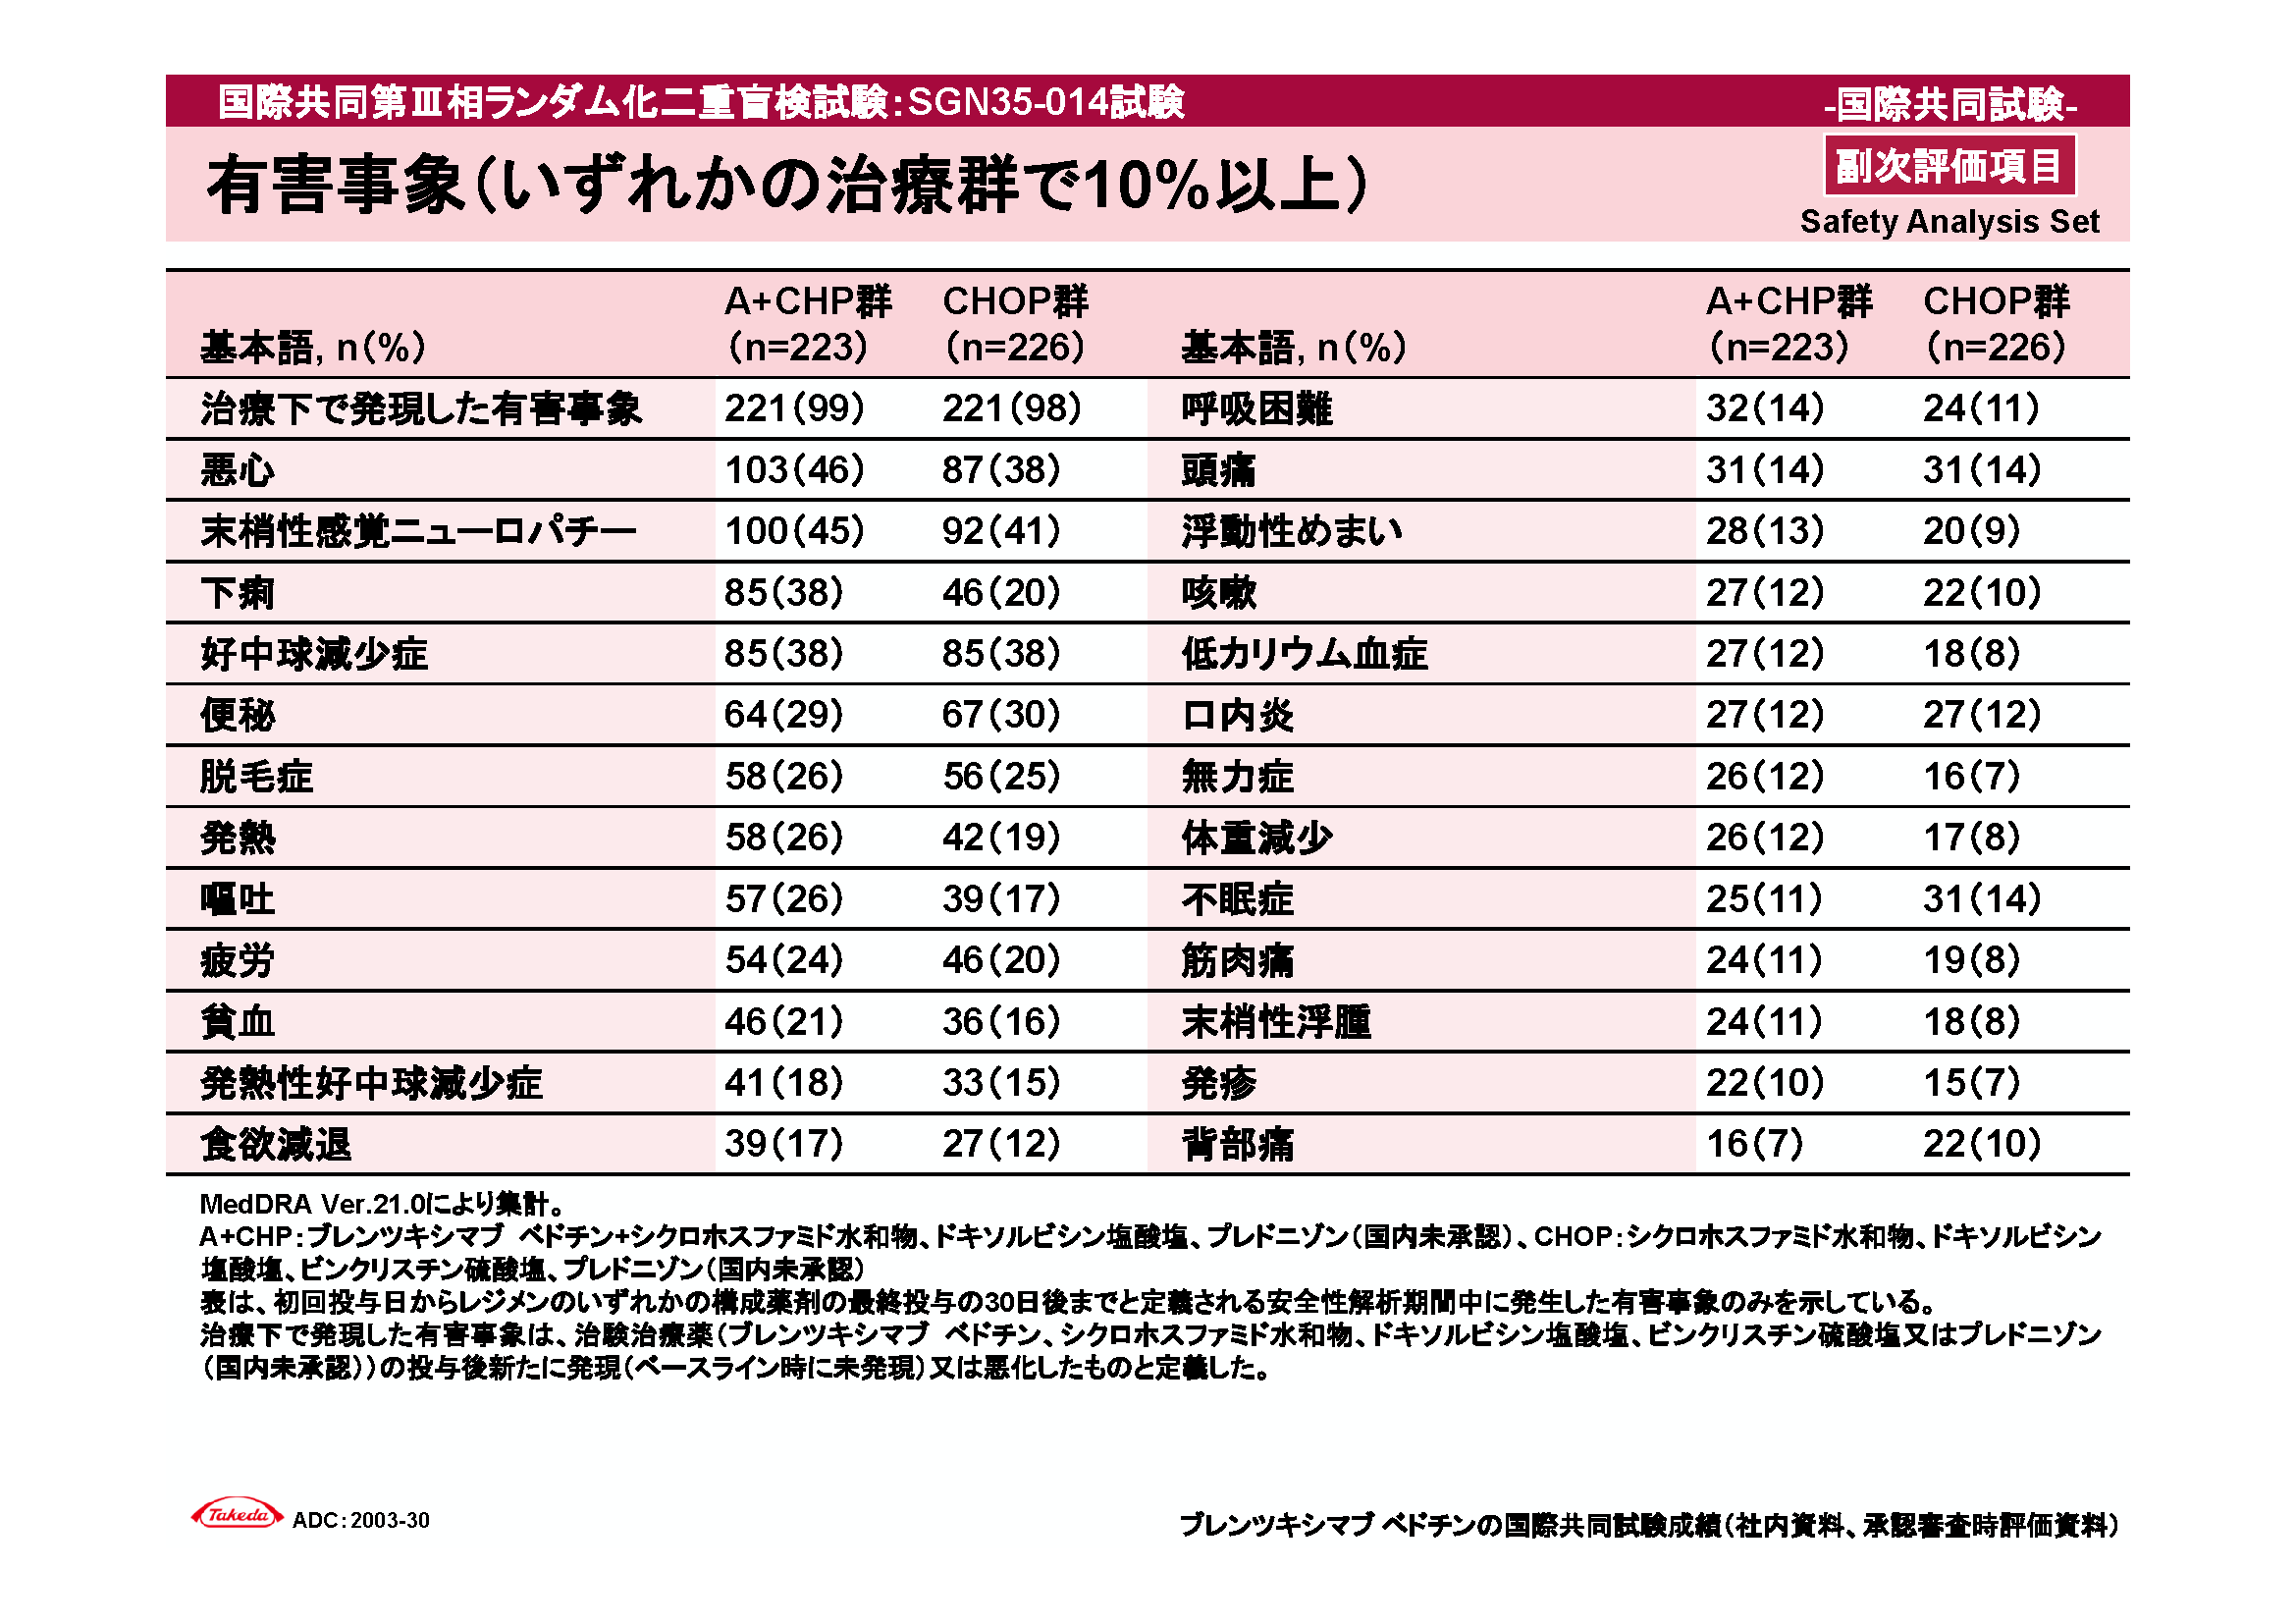 国際共同第Ⅲ相ランダム化二重盲検試験：SGN35-014試験
-国際共同試験-
有害事象（いずれかの治療群で10％以上）
副次評価項目
Safety Analysis Set
基本語, n（%） A+CHP群（n=223） CHOP群（n=226） 基本語, n（%） A+CHP群（n=223） CHOP群（n=226）
治療下で発現した有害事象 221（99） 221（98） 呼吸困難 32（14） 24（11）
悪心 103（46） 87（38） 頭痛 31（14） 31（14）
末梢性感覚ニューロパチー 100（45） 92（41） 浮動性めまい 28（13） 20（9）
下痢 85（38） 46（20） 咳嗽 27（12） 22（10）
好中球減少症 85（38） 85（38） 低カリウム血症 27（12） 18（8）
便秘 64（29） 67（30） 口内炎 27（12） 27（12）
脱毛症 58（26） 56（25） 無力症 26（12） 16（7）
発熱 58（26） 42（19） 体重減少 26（12） 17（8）
嘔吐 57（26） 39（17） 不眠症 25（11） 31（14）
疲労 54（24） 46（20） 筋肉痛 24（11） 19（8）
貧血 46（21） 36（16） 末梢性浮腫 24（11） 18（8）
発熱性好中球減少症 41（18） 33（15） 発疹 22（10） 15（7）
食欲減退 39（17） 27（12） 背部痛 16（7） 22（10）
MedDRA Ver.21.0により集計。
A+CHP：ブレンツキシマブ ベドチン+シクロホスファミド水和物、ドキソルビシン塩酸塩、プレドニゾン（国内未承認）、CHOP：シクロホスファミド水和物、ドキソルビシン
塩酸塩、ビンクリスチン硫酸塩、プレドニゾン（国内未承認）
表は、初回投与日からレジメンのいずれかの構成薬剤の最終投与の30日後までと定義される安全性解析期間中に発生した有害事象のみを示している。
治療下で発現した有害事象は、治験治療薬（ブレンツキシマブ ベドチン、シクロホスファミド水和物、ドキソルビシン塩酸塩、ビンクリスチン硫酸塩又はプレドニゾン
（国内未承認））の投与後新たに発現（ベースライン時に未発現）又は悪化したものと定義した。
Takeda ADC：2003-30
ブレンツキシマブ ベドチンの国際共同試験成績（社内資料、承認審査時評価資料）